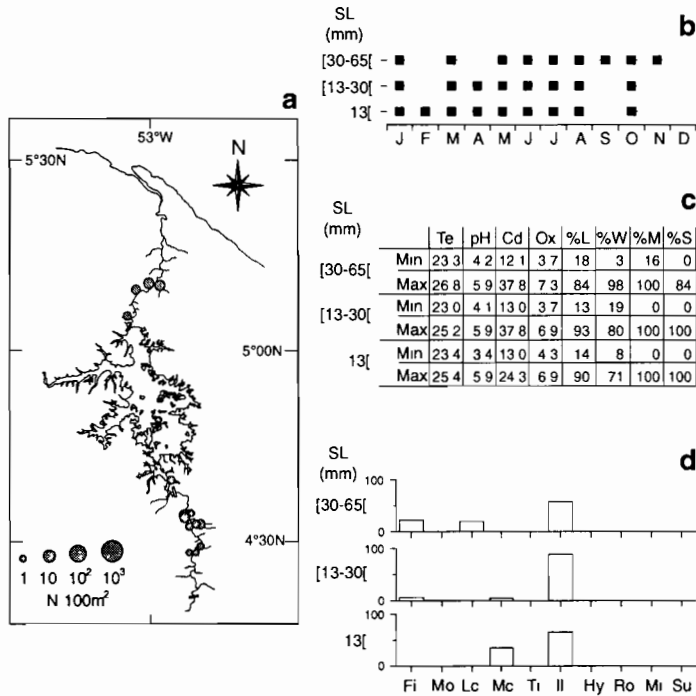 a
53°W
5°30N
N
5°00N
4°30N
1 10 10² 10³
N 100m²
b
SL
(mm)
[30-65[
[13-30[
13[
J F M A M J J A S O N D
c
SL
(mm)
Te pH Cd Ox %L %W %M %S
[30-65[
Min 23 3 4 2 12 1 3 7 18 3 16 0
Max 26 8 5 9 37 8 7 3 84 98 100 84
[13-30[
Min 23 0 4 1 13 0 3 7 13 19 0 0
Max 25 2 5 9 37 8 6 9 93 80 100 100
13[
Min 23 4 3 4 13 0 4 3 14 8 0 0
Max 25 4 5 9 24 3 6 9 90 71 100 100
d
SL
(mm)
100
[30-65[
0
100
[13-30[
0
100
13[
0
Fi Mo Lc Mc Ti Il Hy Ro Mi Su